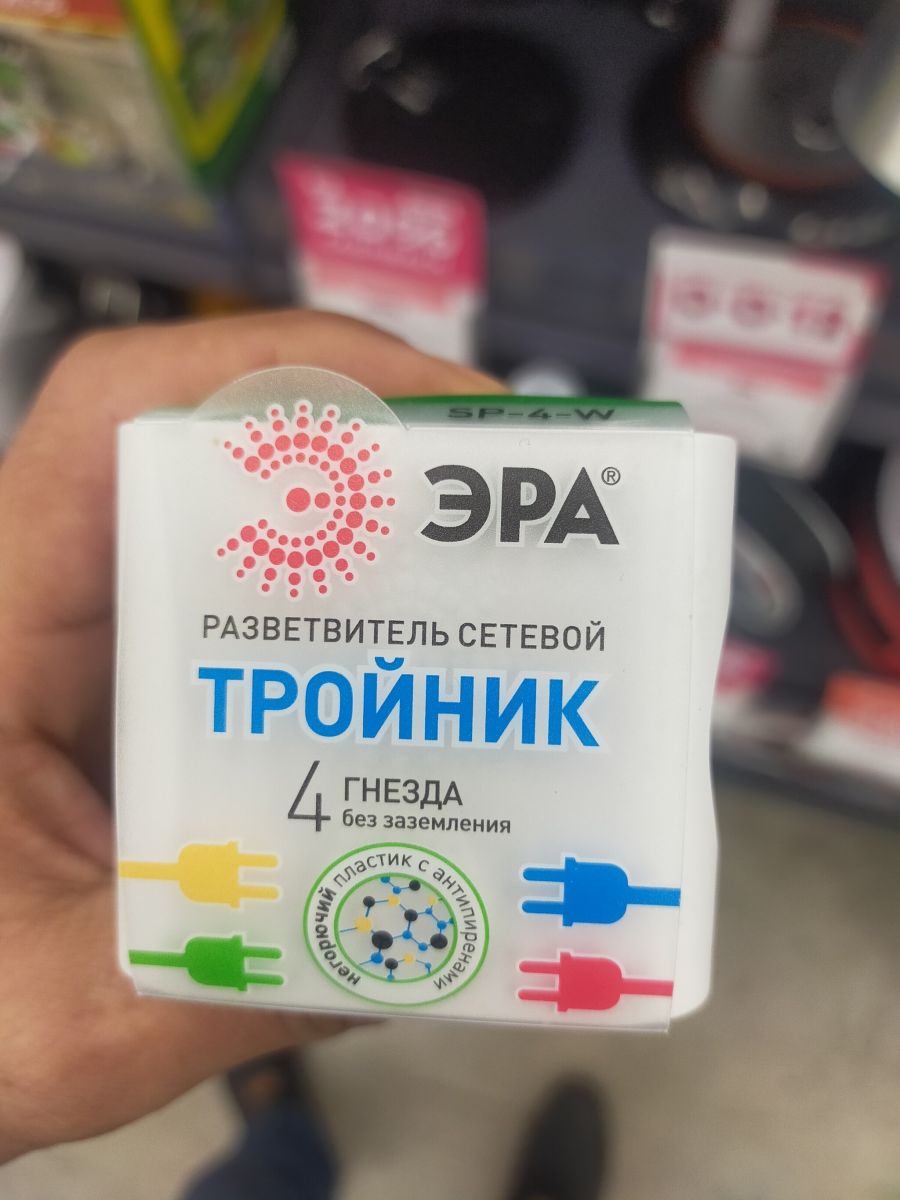 SP-4-W
ЭРА®
РАЗВЕТВИТЕЛЬ СЕТЕВОЙ
ТРОЙНИК
4 ГНЕЗДА
без заземления
негорючий пластик с антипиренами